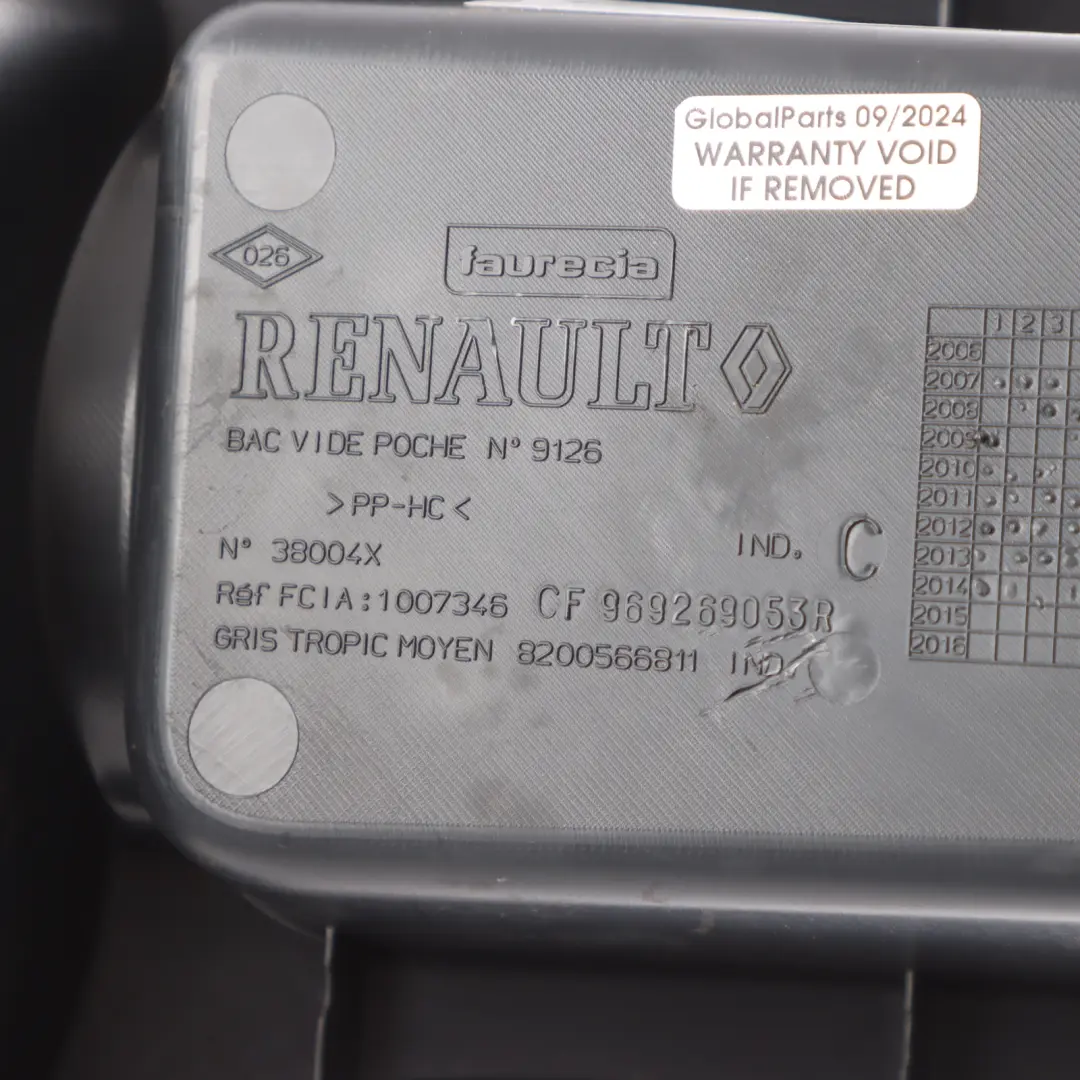 GlobalParts 09/2024
WARRANTY VOID
IF REMOVED
026
faurecia
RENAULT
BAC VIDE POCHE N° 9126
>PP-HC<
N° 38004X
IND. C
Réf FCIA:1007346 CF 969269053R
GRIS TROPIC MOYEN 8200566811 IND.
1 2 3
2006
2007
2008
2009
2010
2011
2012
2013
2014
2015
2016